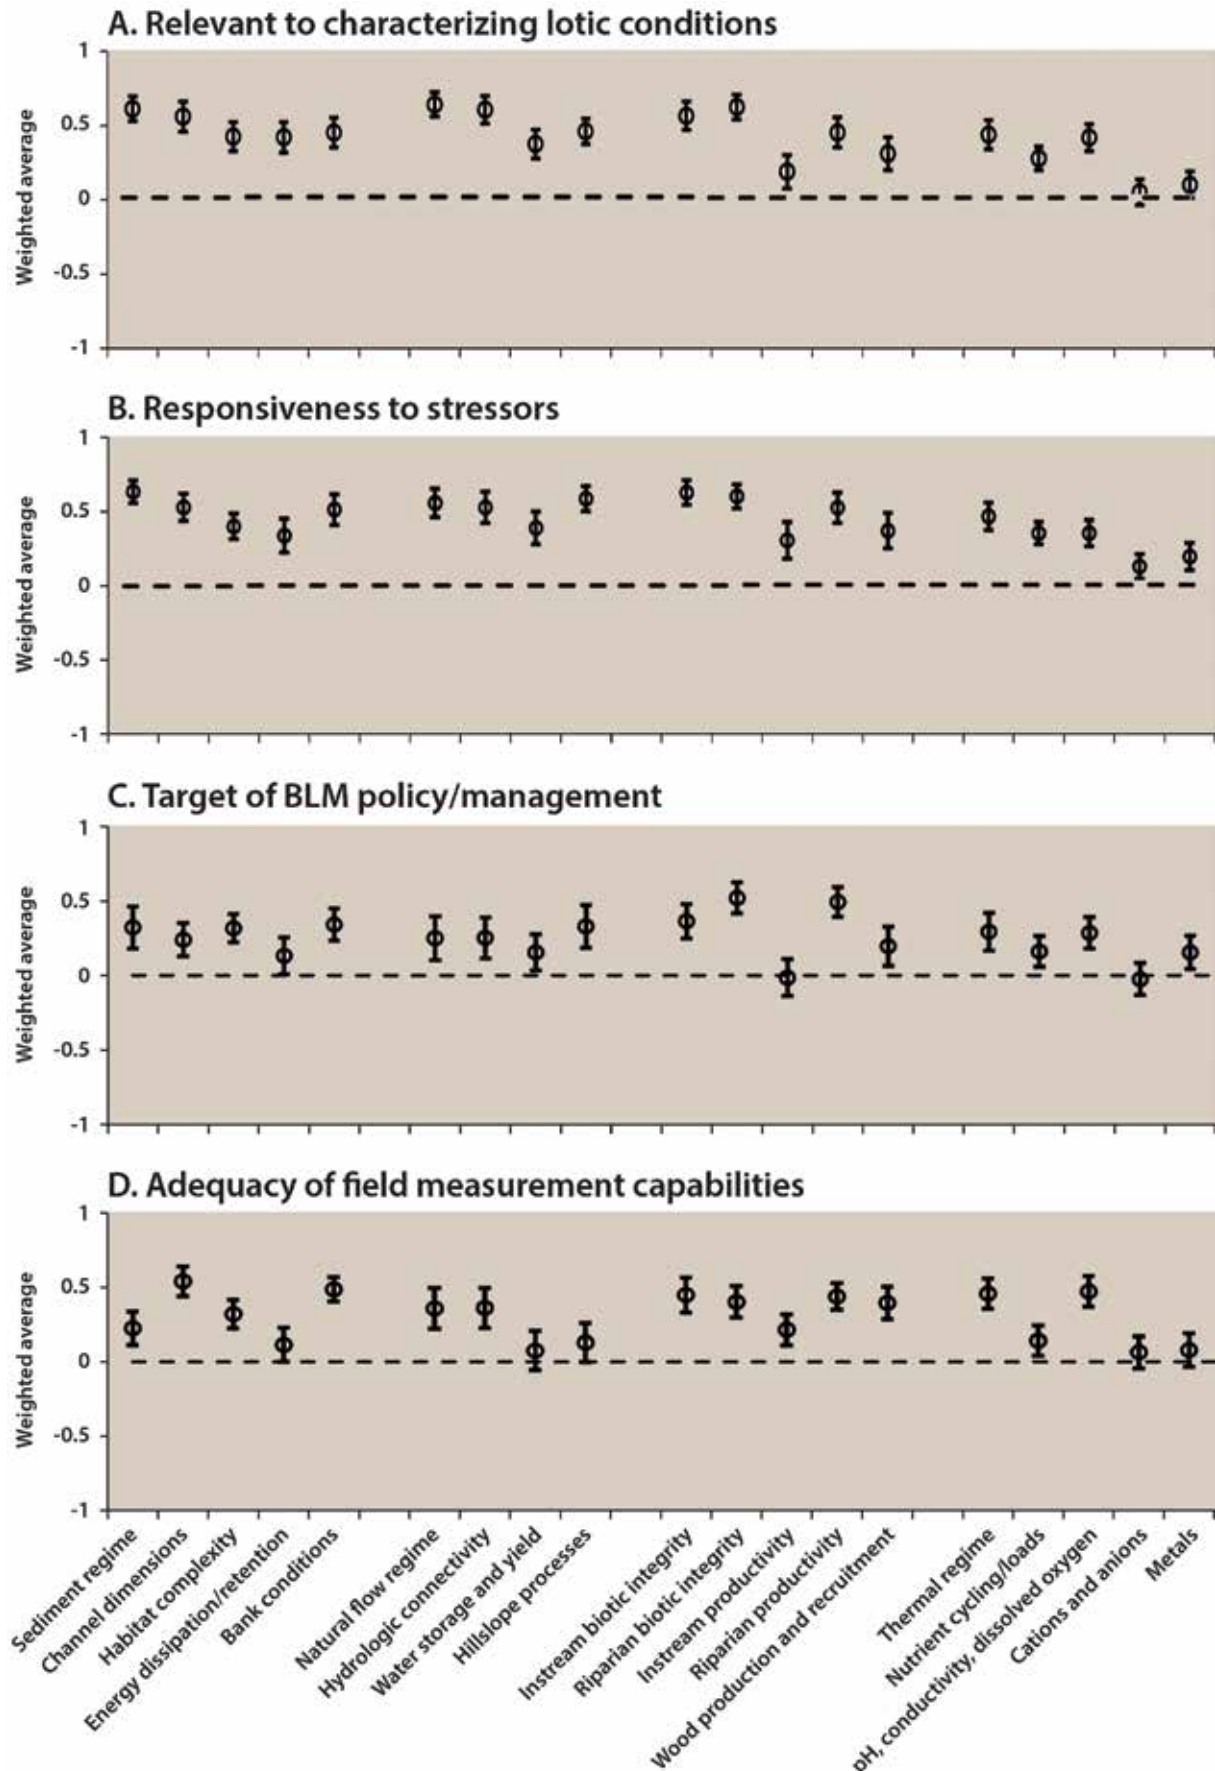 A. Relevant to characterizing lotic conditions
1
0.5
0
-0.5
-1
Weighted average
B. Responsiveness to stressors
1
0.5
0
-0.5
-1
Weighted average
C. Target of BLM policy/management
1
0.5
0
-0.5
-1
Weighted average
D. Adequacy of field measurement capabilities
1
0.5
0
-0.5
-1
Weighted average
Sediment regime
Channel dimensions
Habitat complexity
Energy dissipation/retention
Bank conditions
Natural flow regime
Hydrologic connectivity
Water storage and yield
Hillslope processes
Instream biotic integrity
Riparian biotic integrity
Instream productivity
Riparian productivity
Wood production and recruitment
Thermal regime
Nutrient cycling/loads
pH, conductivity, dissolved oxygen
Cations and anions
Metals